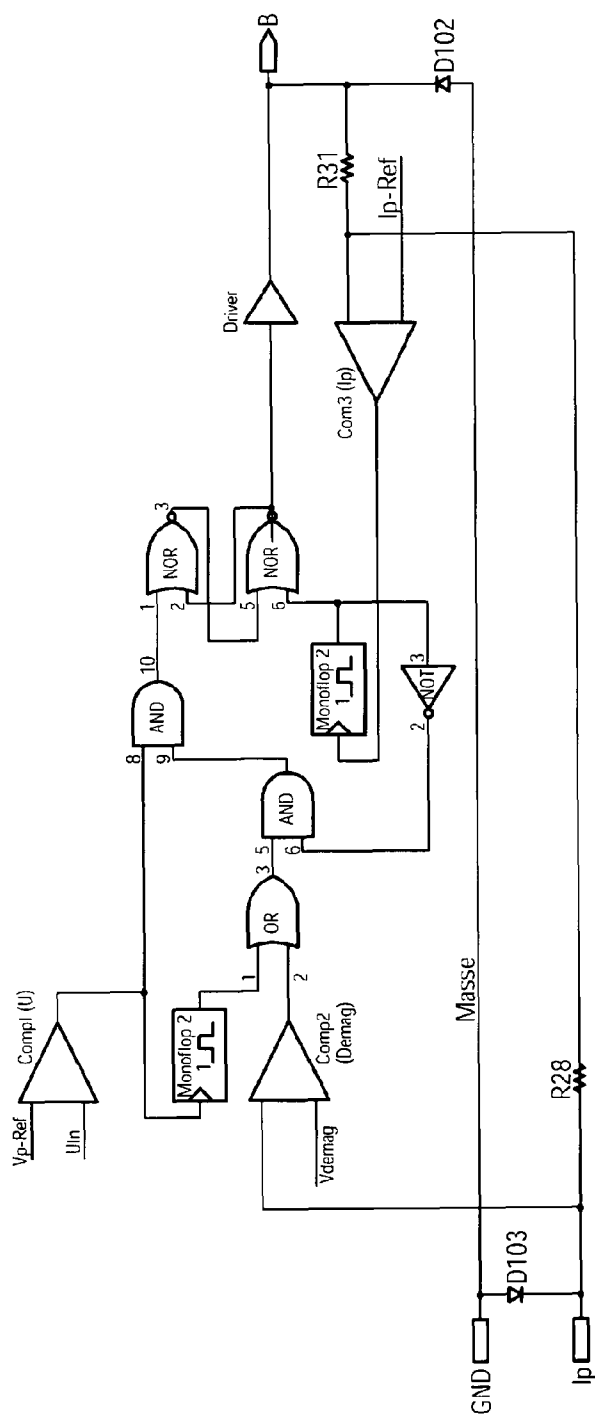 Vp-Ref
UIn
Comp1 (U)
Monoflop 2
1
Vdemag
Comp2
(Demag)
1
2
OR
3
5
6
AND
8
9
AND
10
1
2
NOR
3
5
6
NOR
Monoflop 2
1
3
NOT
2
Driver
Com3 (Ip)
Ip-Ref
R31
B
D102
Masse
R28
D103
GND
Ip